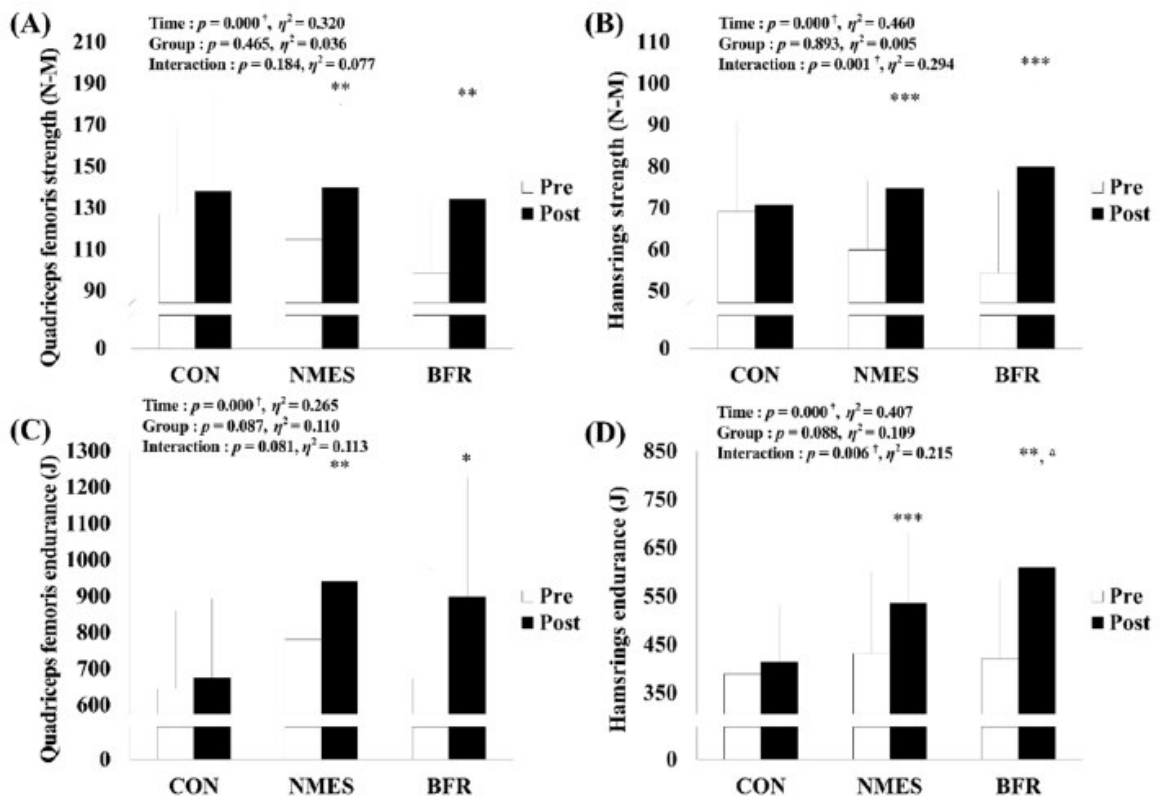 (A)
Time : p = 0.000 †, η² = 0.320
Group : p = 0.465, η² = 0.036
Interaction : p = 0.184, η² = 0.077
Quadriceps femoris strength (N-M)
210
190
170
150
130
110
90
0
** **
Pre
Post
CON NMES BFR
(B)
Time : p = 0.000 †, η² = 0.460
Group : p = 0.893, η² = 0.005
Interaction : p = 0.001 †, η² = 0.294
Hamsrings strength (N-M)
110
100
90
80
70
60
50
0
*** ***
Pre
Post
CON NMES BFR
(C)
Time : p = 0.000 †, η² = 0.265
Group : p = 0.087, η² = 0.110
Interaction : p = 0.081, η² = 0.113
Quadriceps femoris endurance (J)
1300
1200
1100
1000
900
800
700
600
0
** *
Pre
Post
CON NMES BFR
(D)
Time : p = 0.000 †, η² = 0.407
Group : p = 0.088, η² = 0.109
Interaction : p = 0.006 †, η² = 0.215
Hamsrings endurance (J)
850
750
650
550
450
350
0
*** **,
Pre
Post
CON NMES BFR